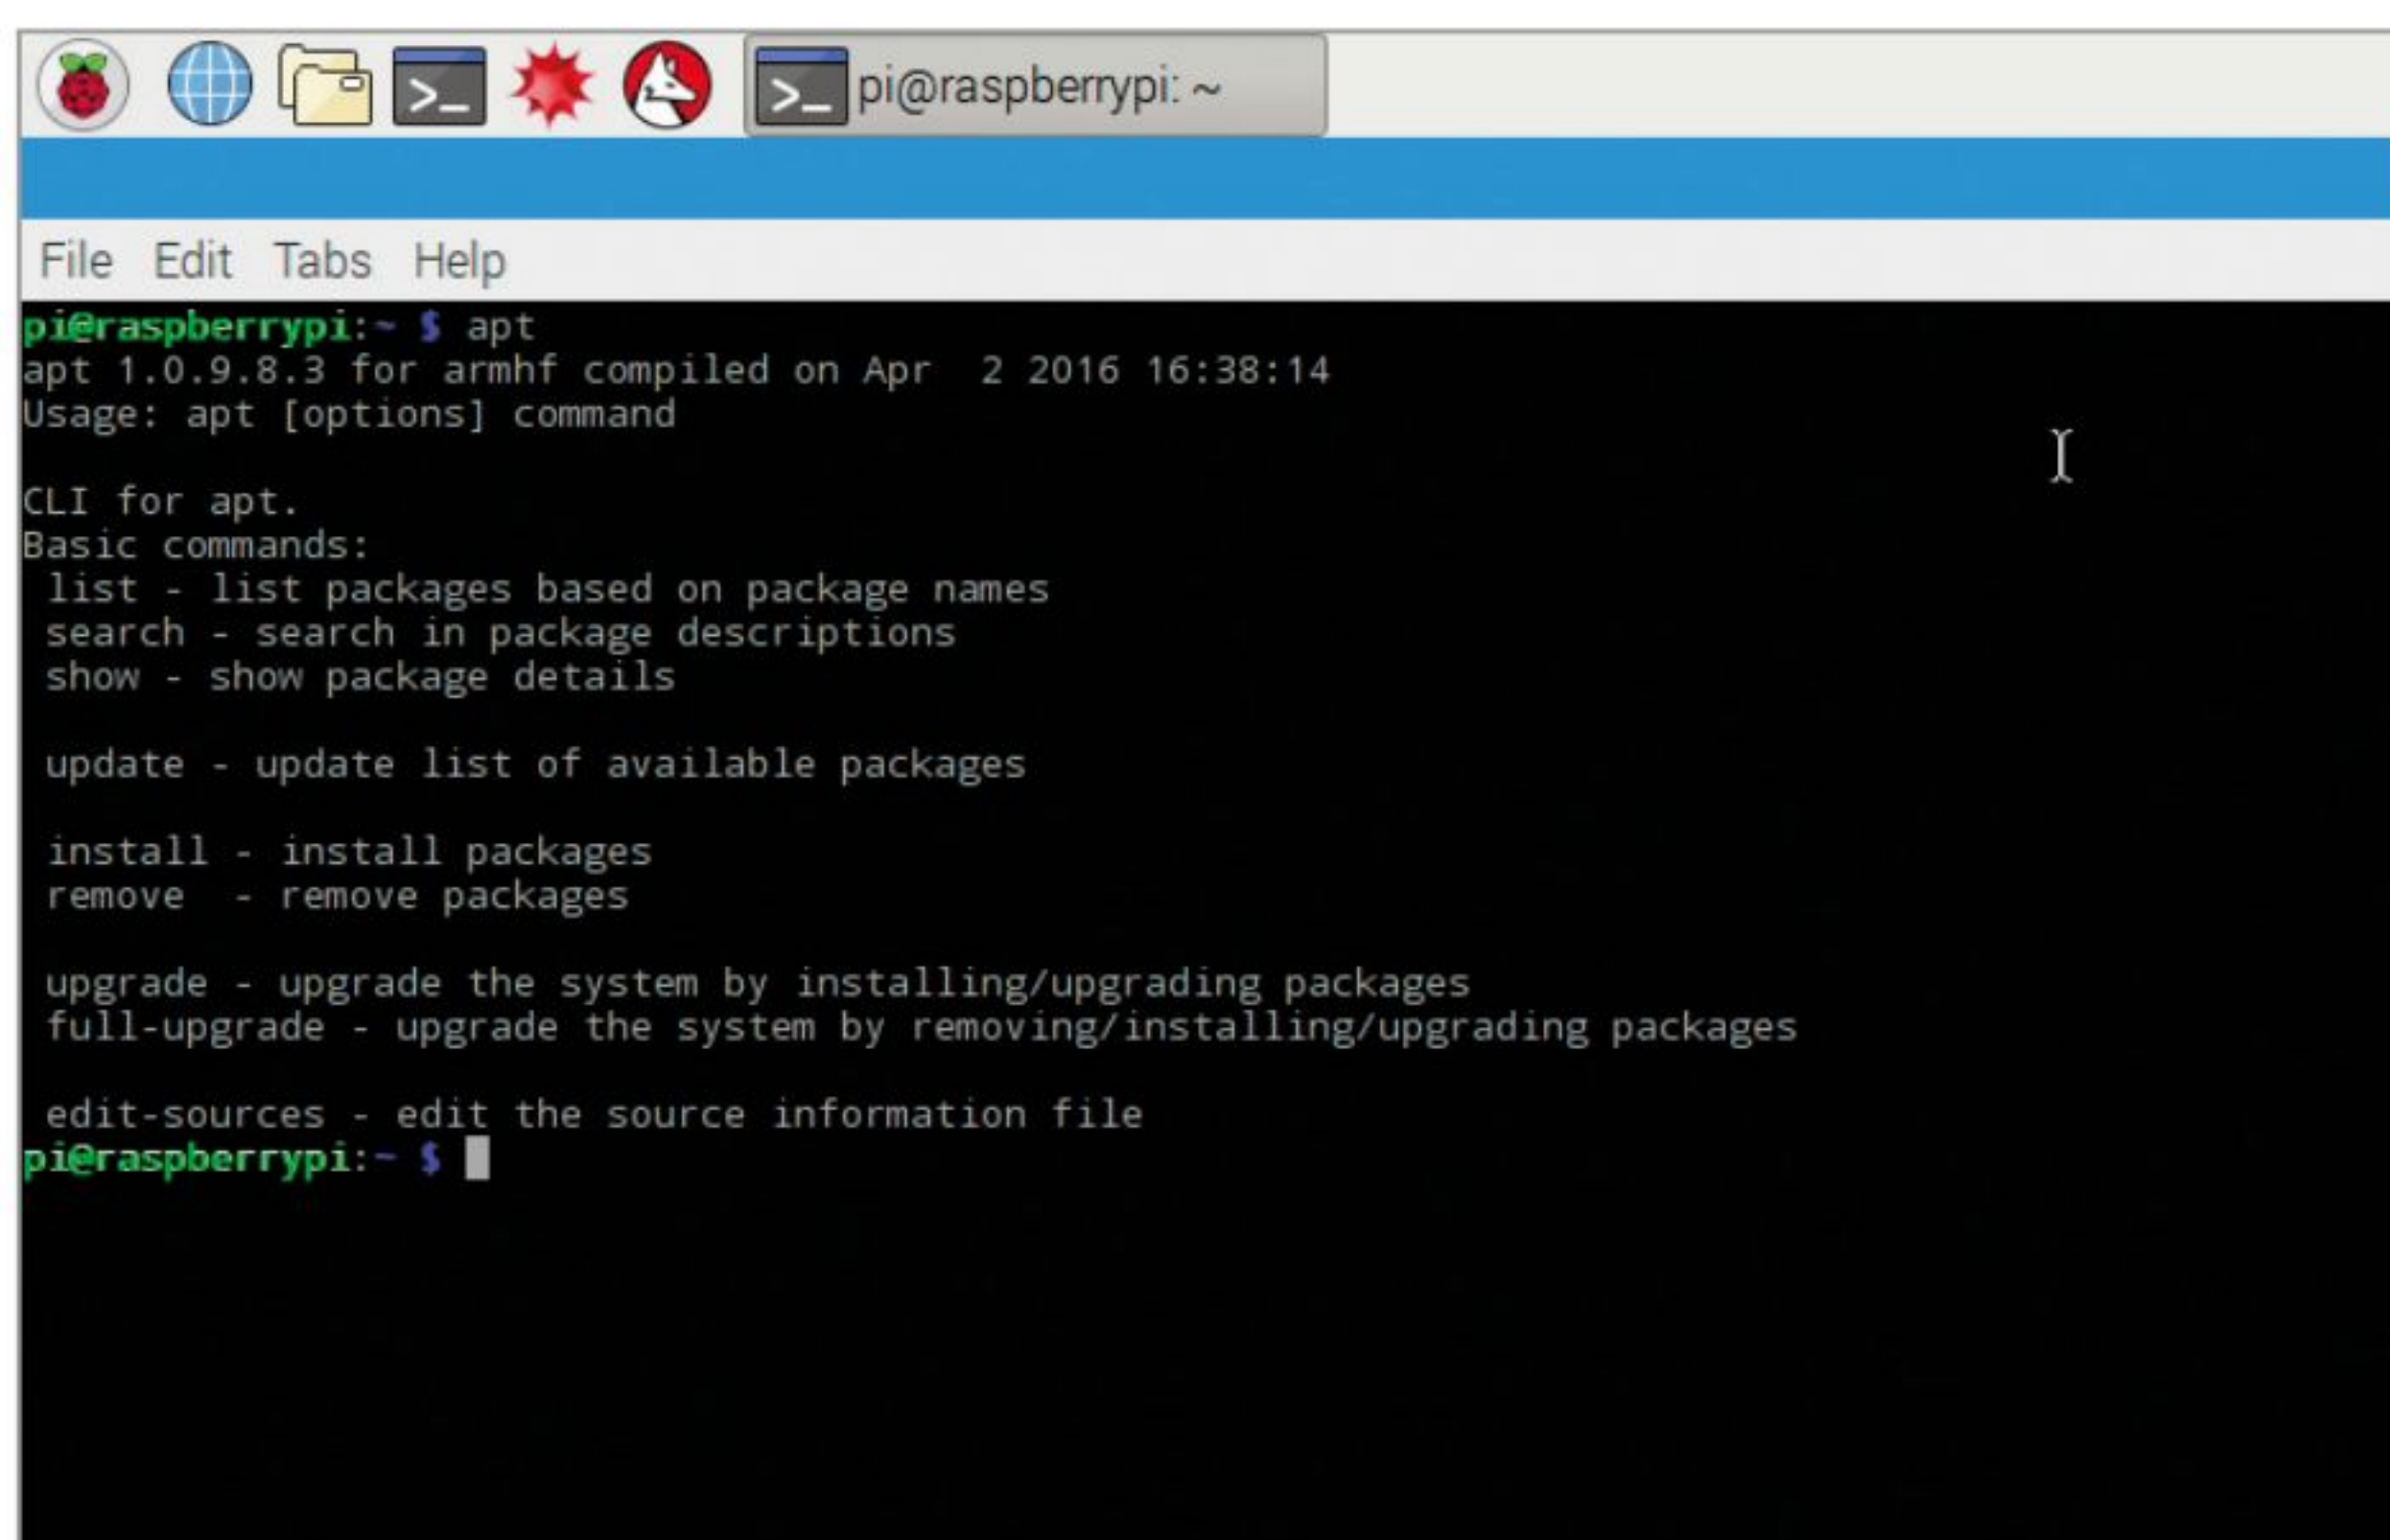 pi@raspberrypi: ~
File Edit Tabs Help
pi@raspberrypi:~ $ apt
apt 1.0.9.8.3 for armhf compiled on Apr  2 2016 16:38:14
Usage: apt [options] command
CLI for apt.
Basic commands:
 list - list packages based on package names
 search - search in package descriptions
 show - show package details
 update - update list of available packages
 install - install packages
 remove  - remove packages
 upgrade - upgrade the system by installing/upgrading packages
 full-upgrade - upgrade the system by removing/installing/upgrading packages
 edit-sources - edit the source information file
pi@raspberrypi:~ $